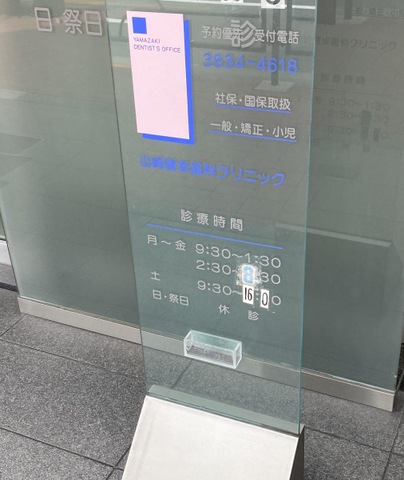 日・祭日
YAMAZAKI
DENTIST'S OFFICE
予約優先 受付電話
3634-4618
社保・国保取扱
一般・矯正・小児
山崎健康歯科クリニック
診療時間
月～金 9:30～1:30
2:30～8:30
土 9:30～16:00
日・祭日 休診